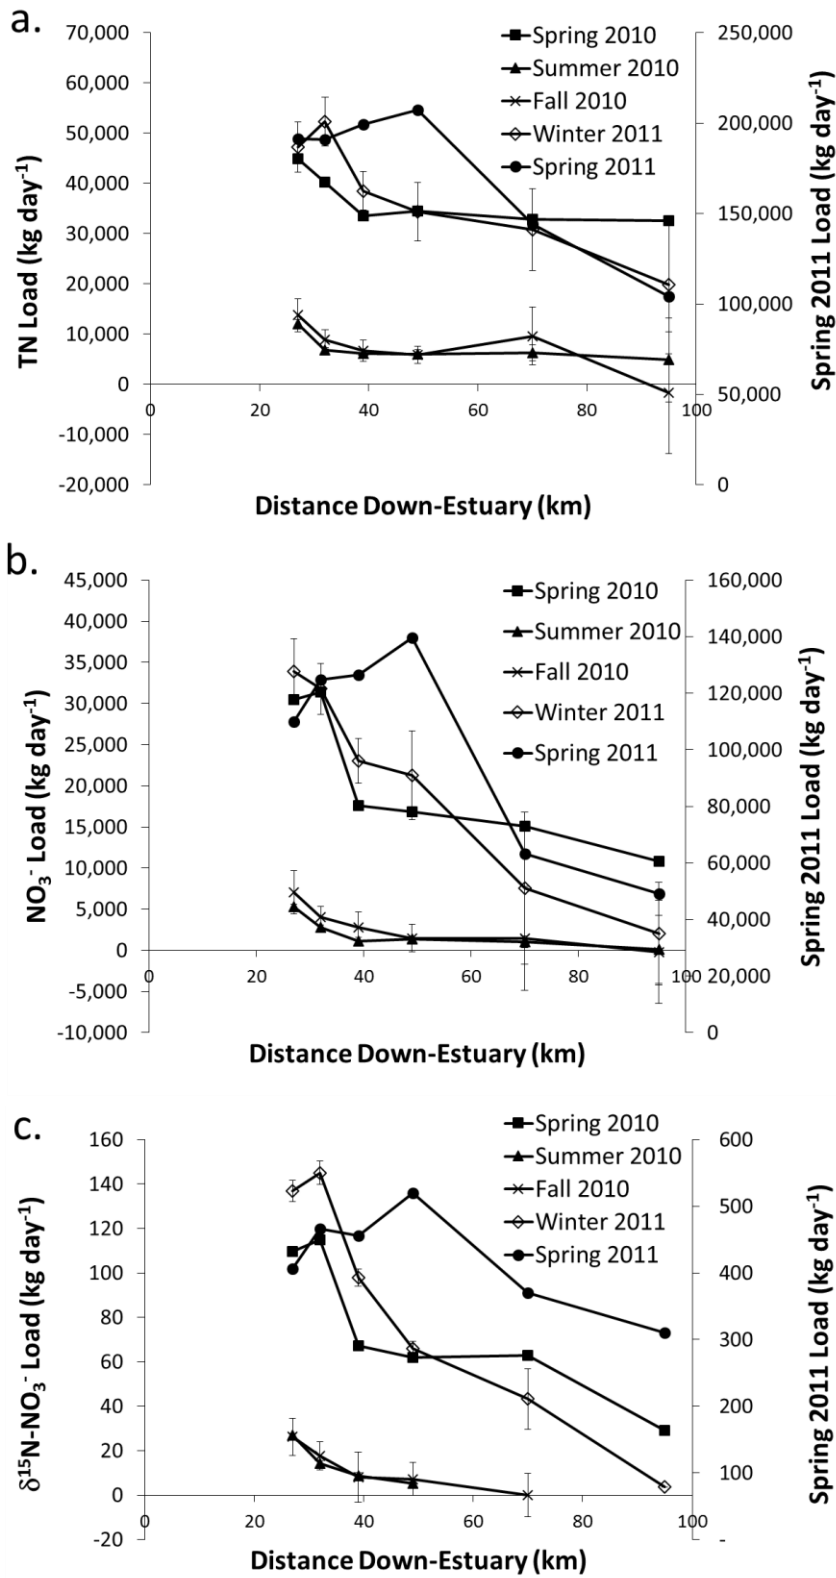 a.
70,000
60,000
50,000
40,000
30,000
20,000
10,000
0
-10,000
-20,000
TN Load (kg day⁻¹)
Spring 2010
Summer 2010
Fall 2010
Winter 2011
Spring 2011
250,000
200,000
150,000
100,000
50,000
0
Spring 2011 Load (kg day⁻¹)
0 20 40 60 80 100
Distance Down-Estuary (km)
b.
45,000
40,000
35,000
30,000
25,000
20,000
15,000
10,000
5,000
0
-5,000
-10,000
NO₃⁻ Load (kg day⁻¹)
Spring 2010
Summer 2010
Fall 2010
Winter 2011
Spring 2011
160,000
140,000
120,000
100,000
80,000
60,000
40,000
20,000
0
Spring 2011 Load (kg day⁻¹)
0 20 40 60 80 100
Distance Down-Estuary (km)
c.
160
140
120
100
80
60
40
20
0
-20
δ¹⁵N-NO₃⁻ Load (kg day⁻¹)
Spring 2010
Summer 2010
Fall 2010
Winter 2011
Spring 2011
600
500
400
300
200
100
-
Spring 2011 Load (kg day⁻¹)
0 20 40 60 80 100
Distance Down-Estuary (km)